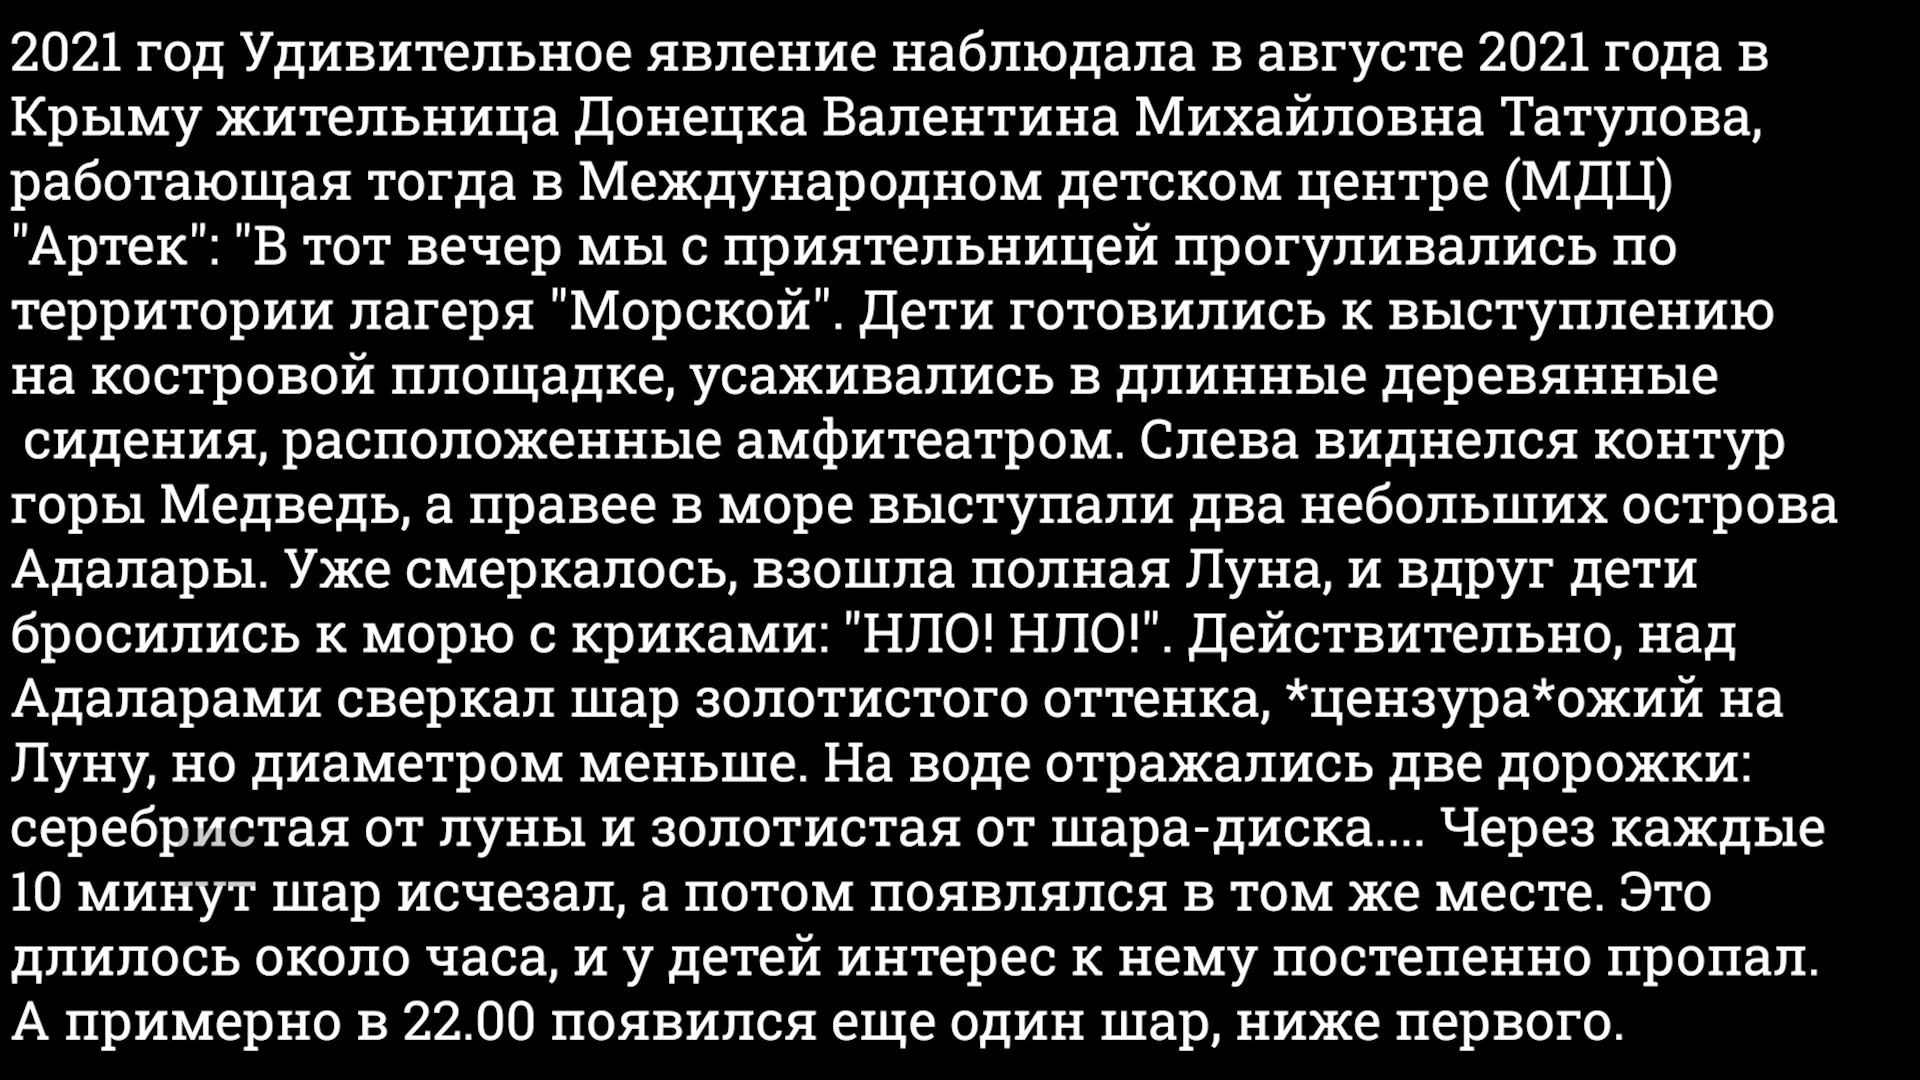 2021 год Удивительное явление наблюдала в августе 2021 года в
Крыму жительница Донецка Валентина Михайловна Татулова,
работающая тогда в Международном детском центре (МДЦ)
"Артек": "В тот вечер мы с приятельницей прогуливались по
территории лагеря "Морской". Дети готовились к выступлению
на костровой площадке, усаживались в длинные деревянные
сидения, расположенные амфитеатром. Слева виднелся контур
горы Медведь, а правее в море выступали два небольших острова
Адалары. Уже смеркалось, взошла полная Луна, и вдруг дети
бросились к морю с криками: "НЛО! НЛО!". Действительно, над
Адаларами сверкал шар золотистого оттенка, *цензура*ожий на
Луну, но диаметром меньше. На воде отражались две дорожки:
серебристая от луны и золотистая от шара-диска.... Через каждые
10 минут шар исчезал, а потом появлялся в том же месте. Это
длилось около часа, и у детей интерес к нему постепенно пропал.
А примерно в 22.00 появился еще один шар, ниже первого.